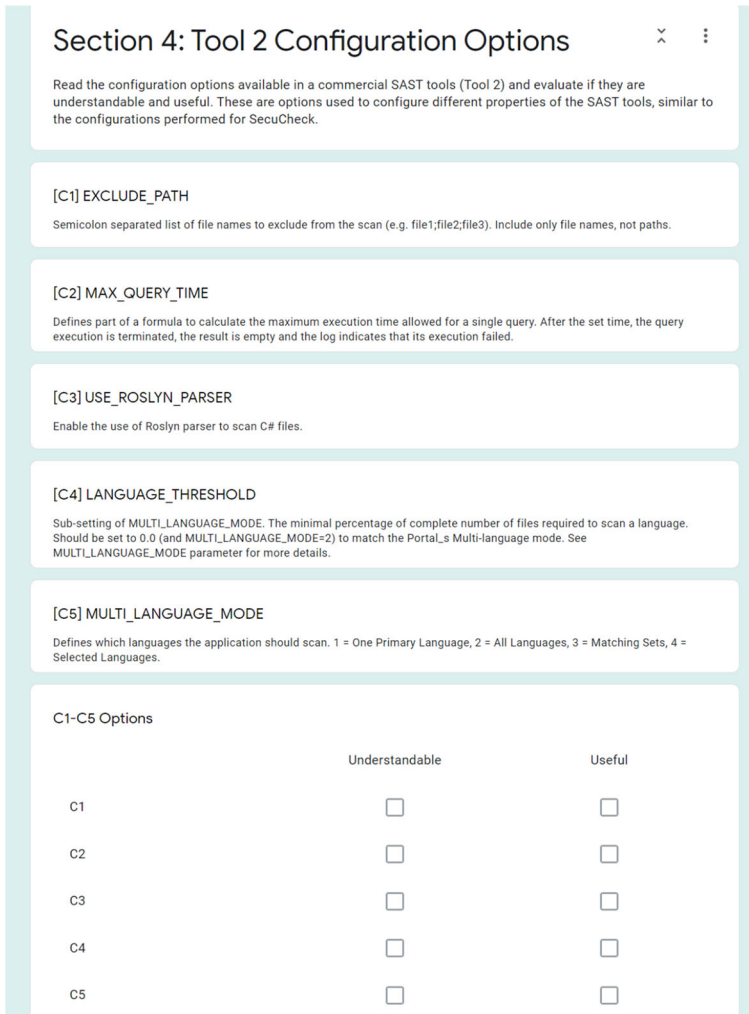 Section 4: Tool 2 Configuration Options
Read the configuration options available in a commercial SAST tools (Tool 2) and evaluate if they are
understandable and useful. These are options used to configure different properties of the SAST tools, similar to
the configurations performed for SecuCheck.
[C1] EXCLUDE_PATH
Semicolon separated list of file names to exclude from the scan (e.g. file1;file2;file3). Include only file names, not paths.
[C2] MAX_QUERY_TIME
Defines part of a formula to calculate the maximum execution time allowed for a single query. After the set time, the query
execution is terminated, the result is empty and the log indicates that its execution failed.
[C3] USE_ROSLYN_PARSER
Enable the use of Roslyn parser to scan C# files.
[C4] LANGUAGE_THRESHOLD
Sub-setting of MULTI_LANGUAGE_MODE. The minimal percentage of complete number of files required to scan a language.
Should be set to 0.0 (and MULTI_LANGUAGE_MODE=2) to match the Portal_s Multi-language mode. See
MULTI_LANGUAGE_MODE parameter for more details.
[C5] MULTI_LANGUAGE_MODE
Defines which languages the application should scan. 1 = One Primary Language, 2 = All Languages, 3 = Matching Sets, 4 =
Selected Languages.
C1-C5 Options
Understandable Useful
C1
C2
C3
C4
C5